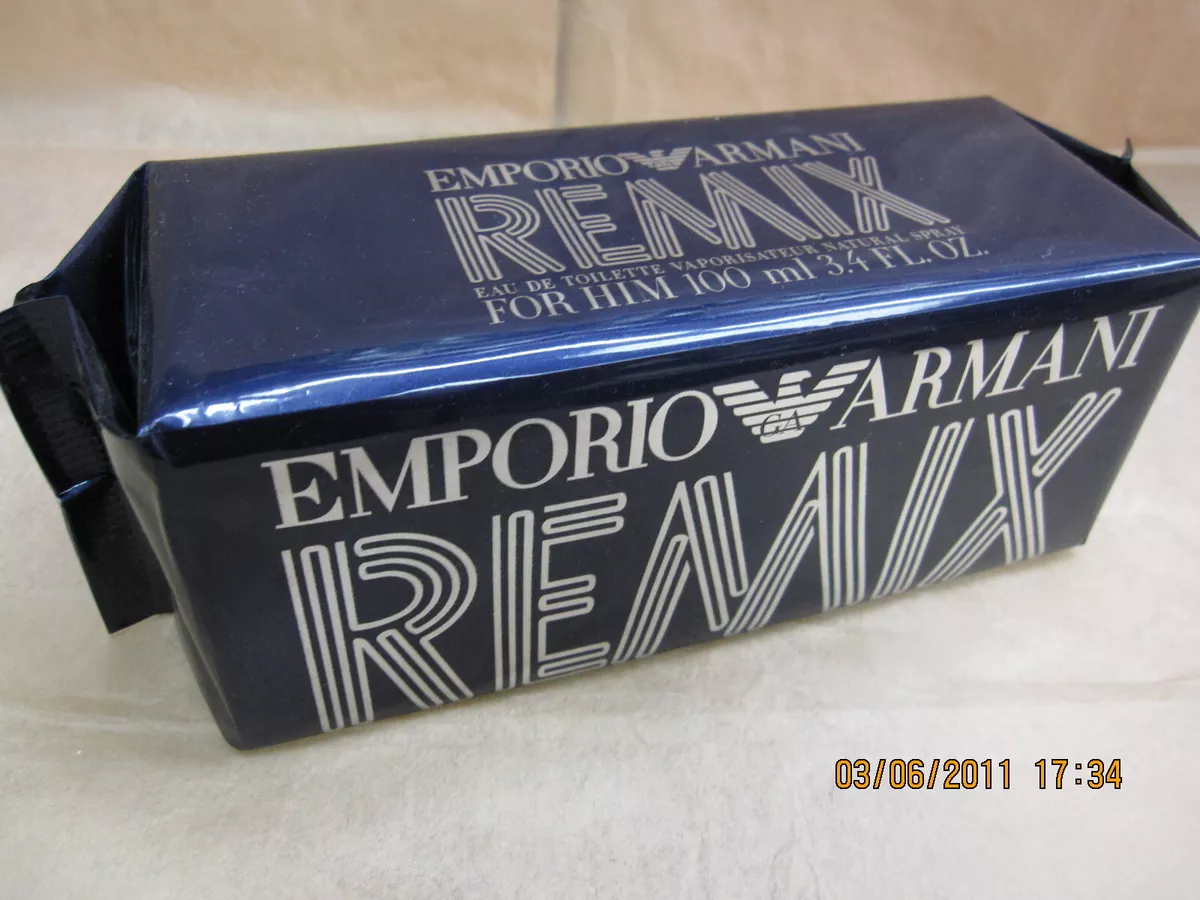 EMPORIO ARMANI
REMIX
EAU DE TOILETTE VAPORISATEUR NATURAL SPRAY
FOR HIM 100 ml 3.4 FL. OZ.
EMPORIO GA ARMANI
REMIX
03/06/2011 17:34